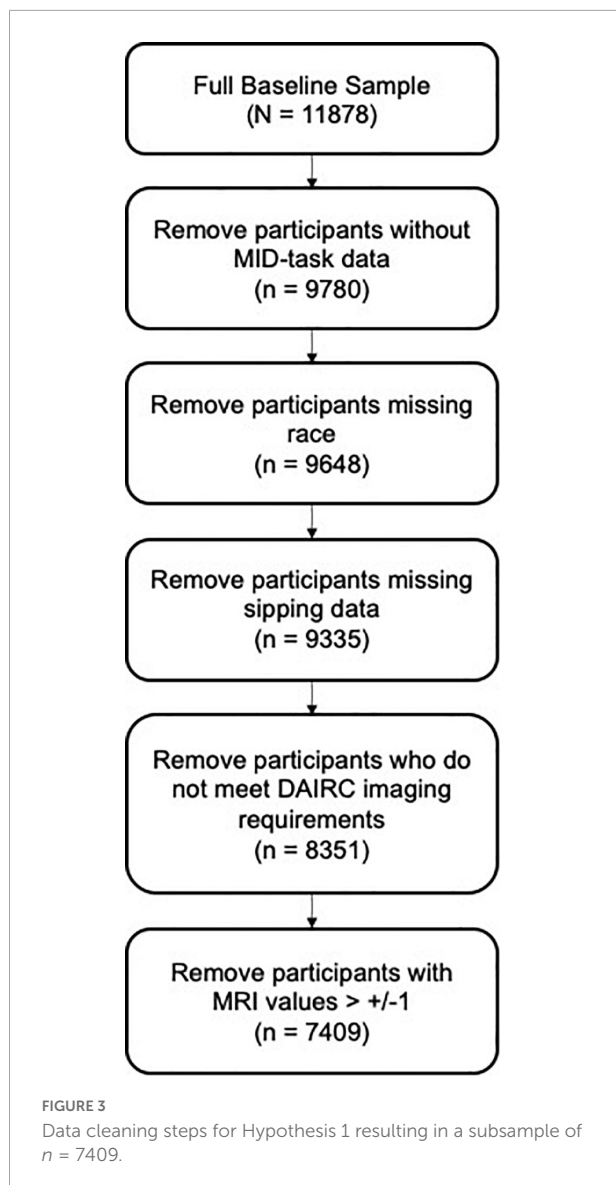 Full Baseline Sample
(N = 11878)
Remove participants without
MID-task data
(n = 9780)
Remove participants missing
race
(n = 9648)
Remove participants missing
sipping data
(n = 9335)
Remove participants who do
not meet DAIRC imaging
requirements
(n = 8351)
Remove participants with
MRI values > +/-1
(n = 7409)
FIGURE 3
Data cleaning steps for Hypothesis 1 resulting in a subsample of
n = 7409.